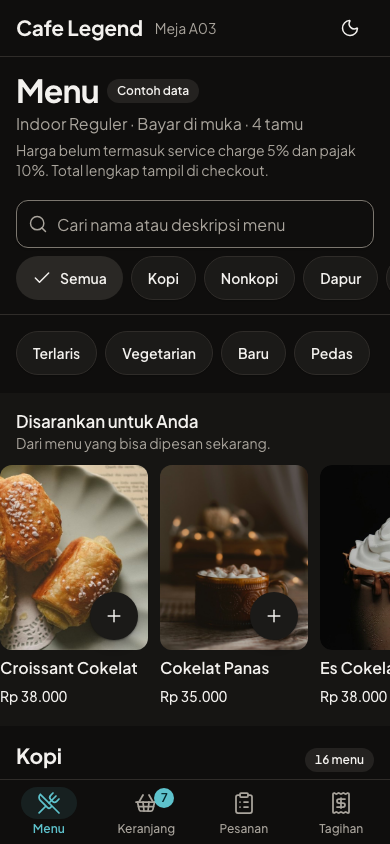 Cafe Legend Meja A03
Menu Contoh data
Indoor Reguler · Bayar di muka · 4 tamu
Harga belum termasuk service charge 5% dan pajak
10%. Total lengkap tampil di checkout.
Cari nama atau deskripsi menu
Semua Kopi Nonkopi Dapur
Terlaris Vegetarian Baru Pedas
Disarankan untuk Anda
Dari menu yang bisa dipesan sekarang.
Croissant Cokelat Cokelat Panas Es Cokela
Rp 38.000 Rp 35.000 Rp 38.000
Kopi 16 menu
7
Menu Keranjang Pesanan Tagihan